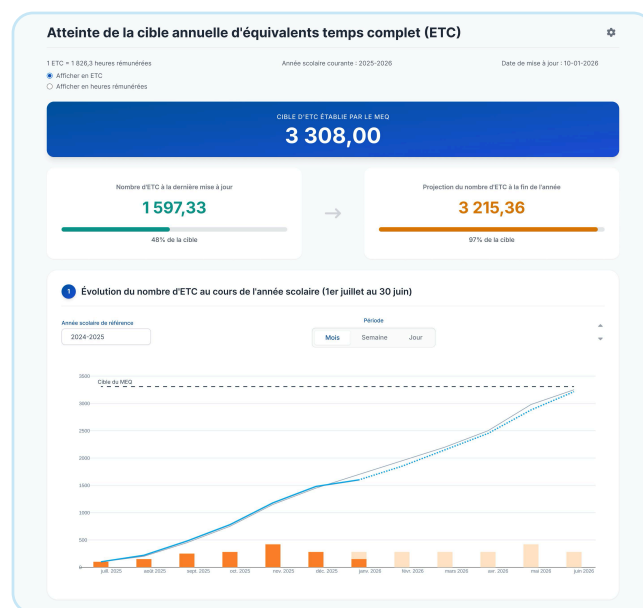 Atteinte de la cible annuelle d'équivalents temps complet (ETC)
1 ETC = 1 826,3 heures rémunérées
Année scolaire courante : 2025-2026
Date de mise à jour : 10-01-2026
Afficher en ETC
Afficher en heures rémunérées
CIBLE D'ETC ÉTABLIE PAR LE MEQ
3 308,00
Nombre d'ETC à la dernière mise à jour
1 597,33
48% de la cible
Projection du nombre d'ETC à la fin de l'année
3 215,36
97% de la cible
1 Évolution du nombre d'ETC au cours de l'année scolaire (1er juillet au 30 juin)
Année scolaire de référence
2024-2025
Période
Mois Semaine Jour
3500
Cible du MEQ
3000
2500
2000
1500
1000
500
0
juill. 2025 août 2025 sept. 2025 oct. 2025 nov. 2025 déc. 2025 janv. 2026 févr. 2026 mars 2026 avr. 2026 mai 2026 juin 2026